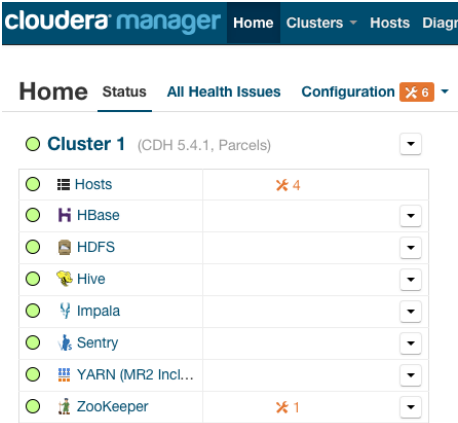 cloudera manager Home Clusters Hosts Diagr
Home Status All Health Issues Configuration 6
Cluster 1 (CDH 5.4.1, Parcels)
Hosts 4
HBase
HDFS
Hive
Impala
Sentry
YARN (MR2 Incl...
ZooKeeper 1